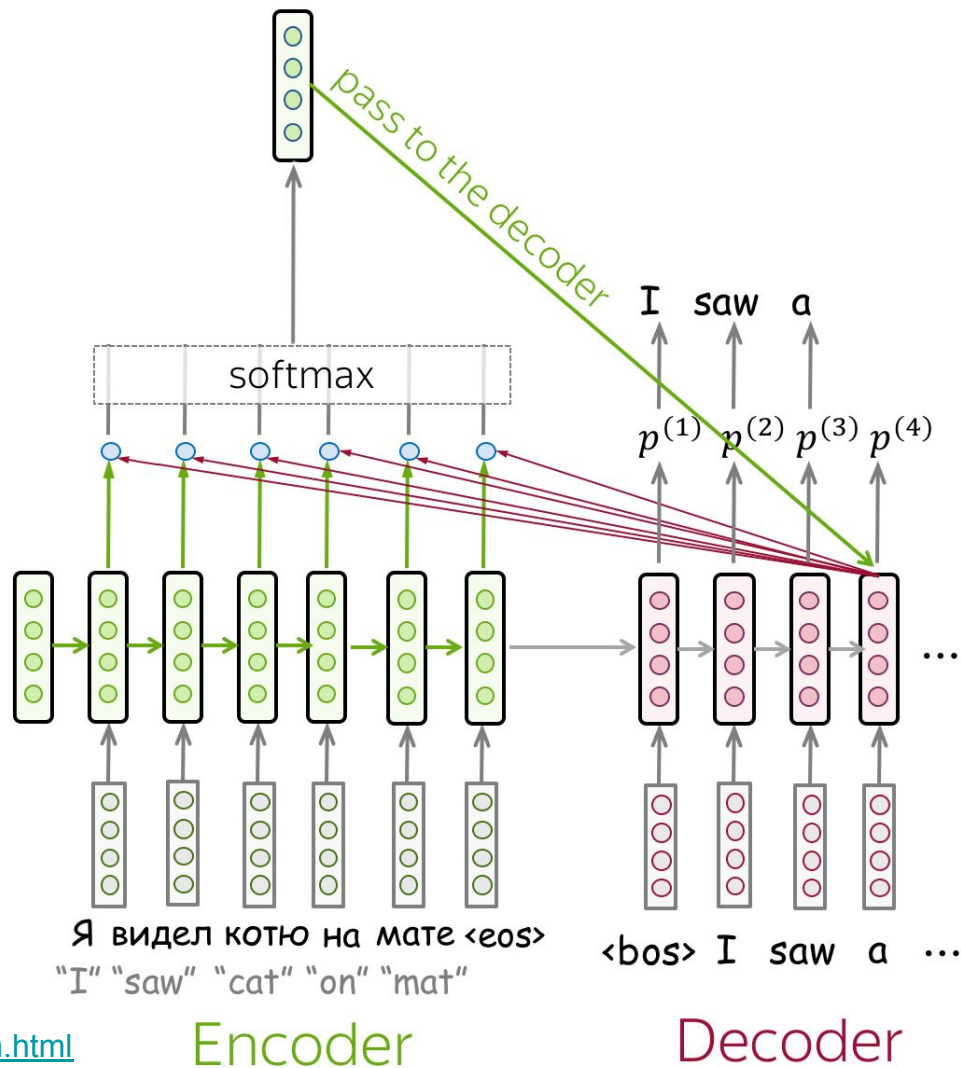 pass to the decoder
I saw a
softmax
p^(1) p^(2) p^(3) p^(4)
...
Я видел котю на мате <eos>
"I" "saw" "cat" "on" "mat"
<bos> I saw a ...
n.html
Encoder
Decoder